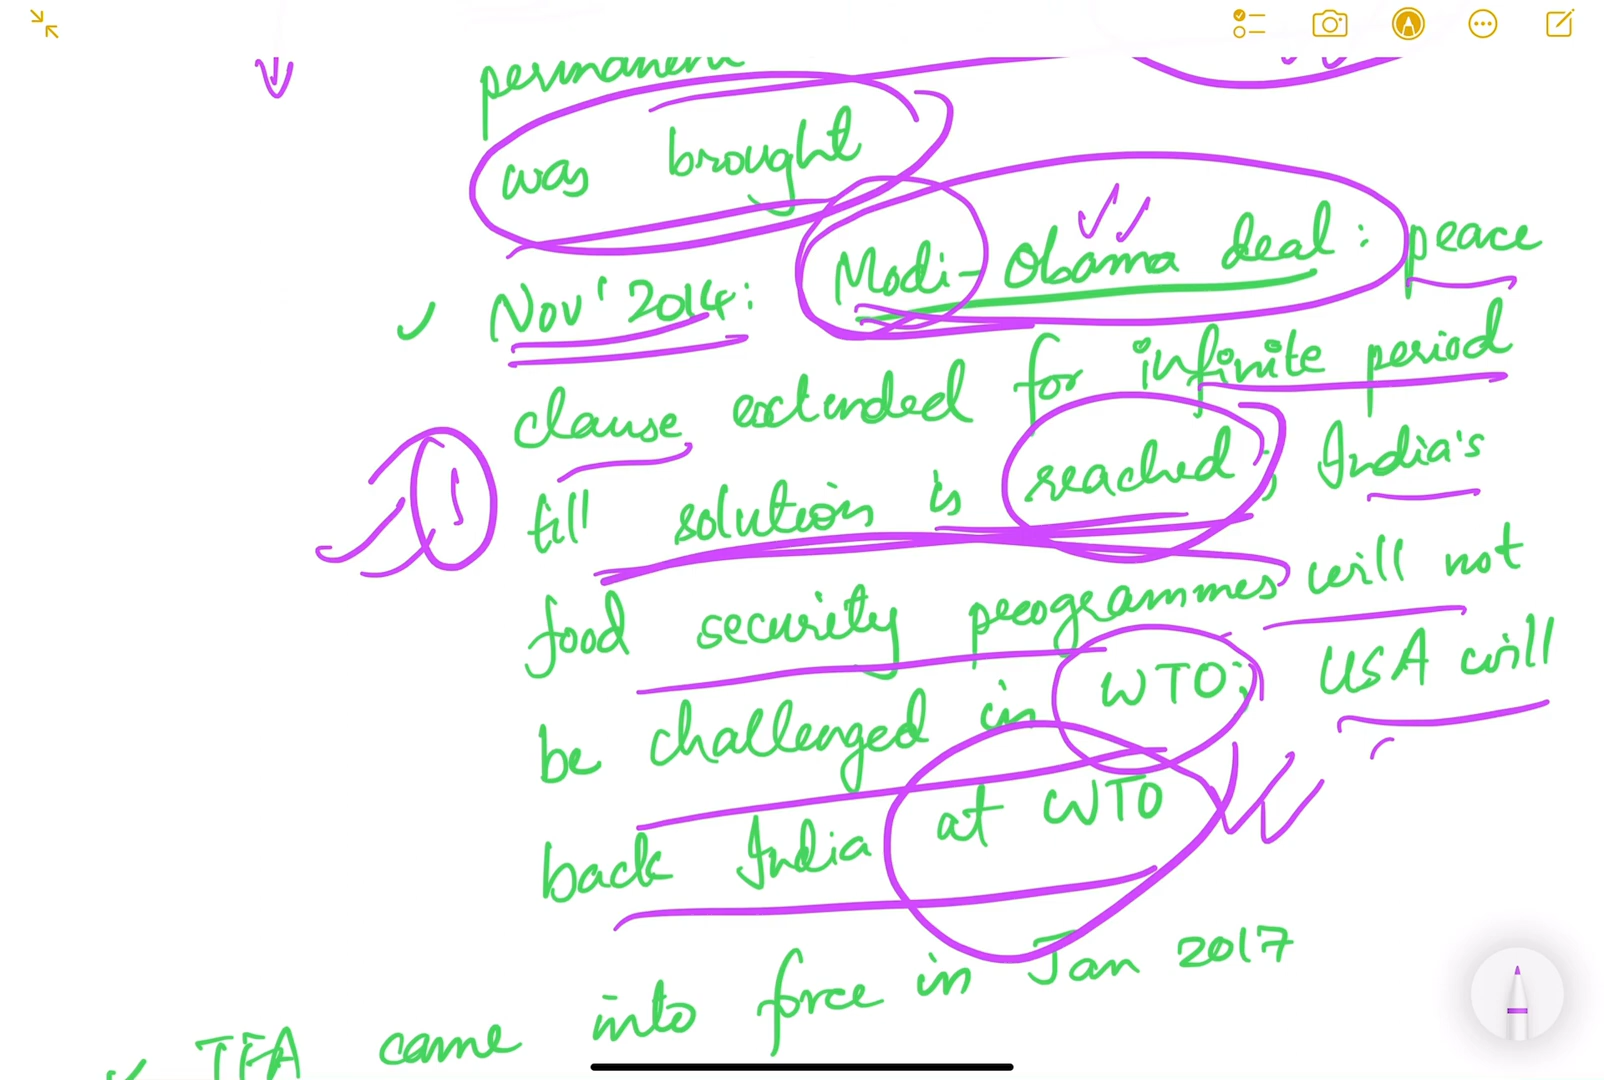 permanent
was brought
Nov' 2014: Modi-Obama deal: peace
clause extended for infinite period
till solution is reached; India's
food security programmes will not
be challenged in WTO; USA will
back India at WTO
TFA came into force in Jan 2017